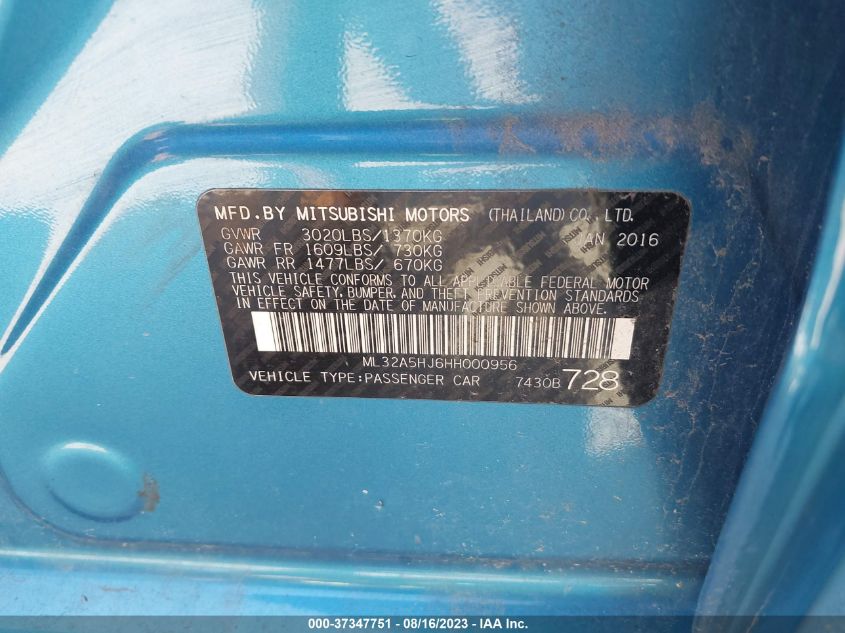 MFD.BY MITSUBISHI MOTORS (THAILAND)CO.,LTD.
GVWR 3020LBS/1370KG AN 2016
GAWR FR 1609LBS/ 730KG
GAWR RR 1477LBS/ 670KG
THIS VEHICLE CONFORMS TO ALL APPLICABLE FEDERAL MOTOR
VEHICLE SAFETY, BUMPER, AND THEFT PREVENTION STANDARDS
IN EFFECT ON THE DATE OF MANUFACTURE SHOWN ABOVE.
ML32A5HJ6HH000956
VEHICLE TYPE:PASSENGER CAR 7430B 728
000-37347751 - 08/16/2023 - IAA Inc.